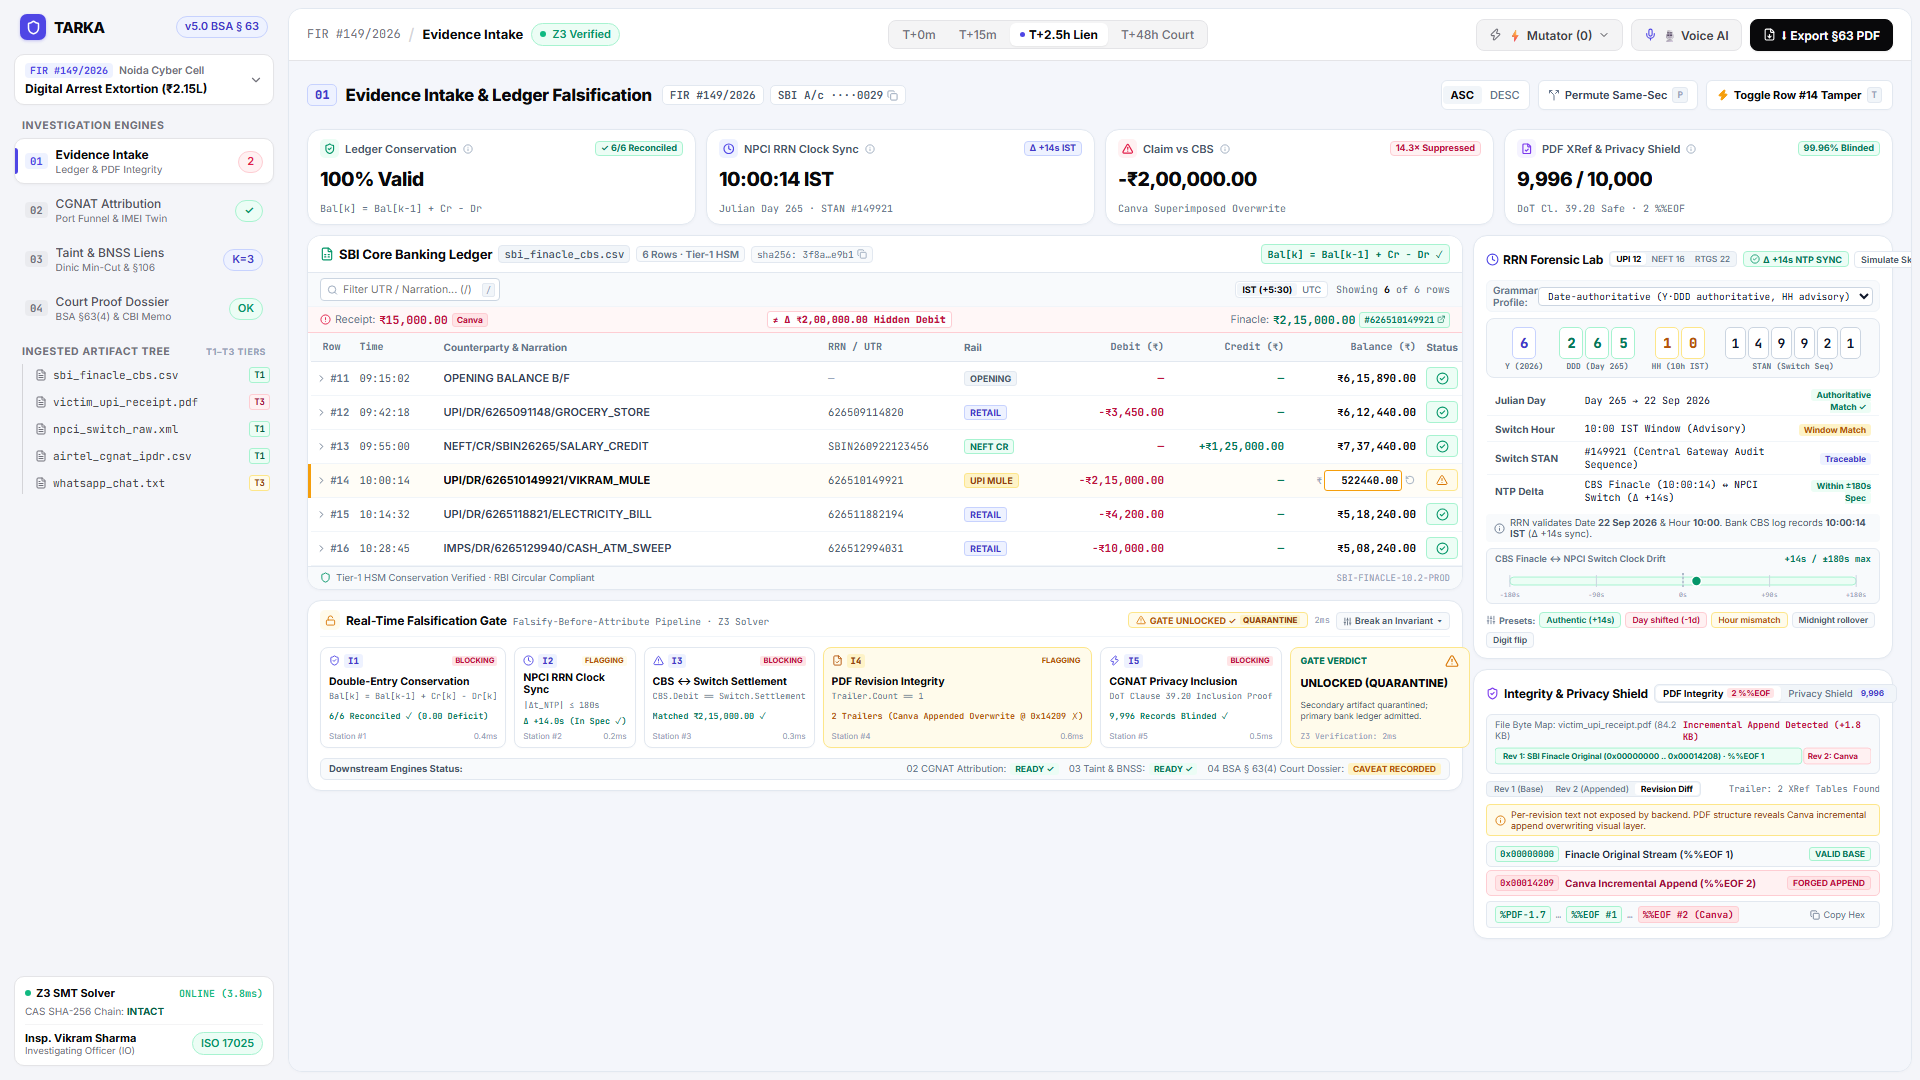 TARKA
v5.0 BSA § 63
FIR #149/2026 Noida Cyber Cell
Digital Arrest Extortion (₹2.15L)
INVESTIGATION ENGINES
01 Evidence Intake 2
Ledger & PDF Integrity
02 CGNAT Attribution ✓
Port Funnel & IMEI Twin
03 Taint & BNSS Liens K=3
Dinic Min-Cut & §106
04 Court Proof Dossier OK
BSA §63(4) & CBI Memo
INGESTED ARTIFACT TREE T1–T3 TIERS
sbi_finacle_cbs.csv T1
victim_upi_receipt.pdf T3
npci_switch_raw.xml T1
airtel_cgnat_ipdr.csv T1
whatsapp_chat.txt T3
Z3 SMT Solver ONLINE (3.8ms)
CAS SHA-256 Chain: INTACT
Insp. Vikram Sharma ISO 17025
Investigating Officer (IO)
FIR #149/2026 / Evidence Intake Z3 Verified
T+0m T+15m T+2.5h Lien T+48h Court
Mutator (0) Voice AI Export §63 PDF
01 Evidence Intake & Ledger Falsification FIR #149/2026 SBI A/c ····0029
ASC DESC Permute Same-Sec P Toggle Row #14 Tamper T
Ledger Conservation ✓ 6/6 Reconciled
100% Valid
Bal[k] = Bal[k-1] + Cr - Dr
NPCI RRN Clock Sync Δ +14s IST
10:00:14 IST
Julian Day 265 · STAN #149921
Claim vs CBS 14.3× Suppressed
-₹2,00,000.00
Canva Superimposed Overwrite
PDF XRef & Privacy Shield 99.96% Blinded
9,996 / 10,000
DoT Cl. 39.20 Safe · 2 %%EOF
SBI Core Banking Ledger sbi_finacle_cbs.csv 6 Rows · Tier-1 HSM sha256: 3f8a…e9b1 Bal[k] = Bal[k-1] + Cr - Dr ✓
Filter UTR / Narration... (/) / IST (+5:30) UTC Showing 6 of 6 rows
Receipt: ₹15,000.00 Canva ≠ Δ ₹2,00,000.00 Hidden Debit Finacle: ₹2,15,000.00 #626510149921
Row Time Counterparty & Narration RRN / UTR Rail Debit (₹) Credit (₹) Balance (₹) Status
#11 09:15:02 OPENING BALANCE B/F — OPENING — — ₹6,15,890.00
#12 09:42:18 UPI/DR/6265091148/GROCERY_STORE 626509114820 RETAIL -₹3,450.00 — ₹6,12,440.00
#13 09:55:00 NEFT/CR/SBIN26265/SALARY_CREDIT SBIN260922123456 NEFT CR — +₹1,25,000.00 ₹7,37,440.00
#14 10:00:14 UPI/DR/626510149921/VIKRAM_MULE 626510149921 UPI MULE -₹2,15,000.00 — ₹ 522440.00
#15 10:14:32 UPI/DR/6265118821/ELECTRICITY_BILL 626511882194 RETAIL -₹4,200.00 — ₹5,18,240.00
#16 10:28:45 IMPS/DR/6265129940/CASH_ATM_SWEEP 626512994031 RETAIL -₹10,000.00 — ₹5,08,240.00
Tier-1 HSM Conservation Verified · RBI Circular Compliant SBI-FINACLE-10.2-PROD
Real-Time Falsification Gate Falsify-Before-Attribute Pipeline · Z3 Solver GATE UNLOCKED ✓ QUARANTINE 2ms Break an Invariant
I1 BLOCKING
Double-Entry Conservation
Bal[k] = Bal[k-1] + Cr[k] - Dr[k]
6/6 Reconciled ✓ (0.00 Deficit)
Station #1 0.4ms
I2 FLAGGING
NPCI RRN Clock
Sync
|Δt_NTP| ≤ 180s
Δ +14.0s (In Spec ✓)
Station #2 0.2ms
I3 BLOCKING
CBS ↔ Switch Settlement
CBS.Debit == Switch.Settlement
Matched ₹2,15,000.00 ✓
Station #3 0.3ms
I4 FLAGGING
PDF Revision Integrity
Trailer.Count == 1
2 Trailers (Canva Appended Overwrite @ 0x14209 ✗)
Station #4 0.6ms
I5 BLOCKING
CGNAT Privacy Inclusion
DoT Clause 39.20 Inclusion Proof
9,996 Records Blinded ✓
Station #5 0.5ms
GATE VERDICT
UNLOCKED (QUARANTINE)
Secondary artifact quarantined;
primary bank ledger admitted.
Z3 Verification: 2ms
Downstream Engines Status: 02 CGNAT Attribution: READY ✓ 03 Taint & BNSS: READY ✓ 04 BSA § 63(4) Court Dossier: CAVEAT RECORDED
RRN Forensic Lab UPI 12 NEFT 16 RTGS 22 Δ +14s NTP SYNC Simulate Sk
Grammar
Profile: Date-authoritative (Y·DDD authoritative, HH advisory)
6 2 6 5 1 0 1 4 9 9 2 1
Y (2026) DDD (Day 265) HH (10h IST) STAN (Switch Seq)
Julian Day Day 265 → 22 Sep 2026 Authoritative
Match ✓
Switch Hour 10:00 IST Window (Advisory) Window Match
Switch STAN #149921 (Central Gateway Audit
Sequence) Traceable
NTP Delta CBS Finacle (10:00:14) ↔ NPCI
Switch (Δ +14s) Within ±180s
Spec
RRN validates Date 22 Sep 2026 & Hour 10:00. Bank CBS log records 10:00:14
IST (Δ +14s sync).
CBS Finacle ↔ NPCI Switch Clock Drift +14s / ±180s max
-180s -90s 0s +90s +180s
Presets: Authentic (+14s) Day shifted (-1d) Hour mismatch Midnight rollover
Digit flip
Integrity & Privacy Shield PDF Integrity 2 %%EOF Privacy Shield 9,996
File Byte Map: victim_upi_receipt.pdf (84.2
KB) Incremental Append Detected (+1.8
KB)
Rev 1: SBI Finacle Original (0x00000000 .. 0x00014208) · %%EOF 1 Rev 2: Canva
Rev 1 (Base) Rev 2 (Appended) Revision Diff Trailer: 2 XRef Tables Found
Per-revision text not exposed by backend. PDF structure reveals Canva incremental
append overwriting visual layer.
0x00000000 Finacle Original Stream (%%EOF 1) VALID BASE
0x00014209 Canva Incremental Append (%%EOF 2) FORGED APPEND
%PDF-1.7 … %%EOF #1 … %%EOF #2 (Canva) Copy Hex